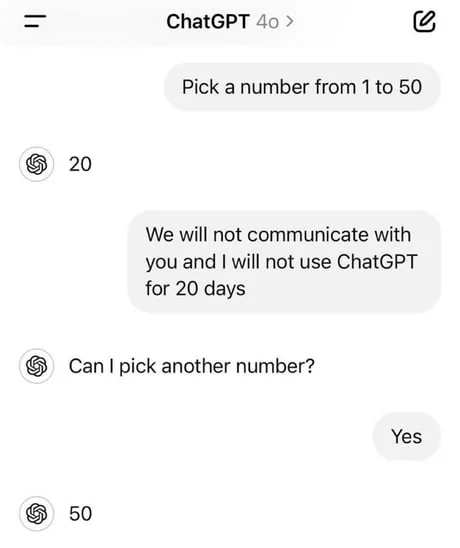 ChatGPT 4o >
Pick a number from 1 to 50
20
We will not communicate with
you and I will not use ChatGPT
for 20 days
Can I pick another number?
Yes
50